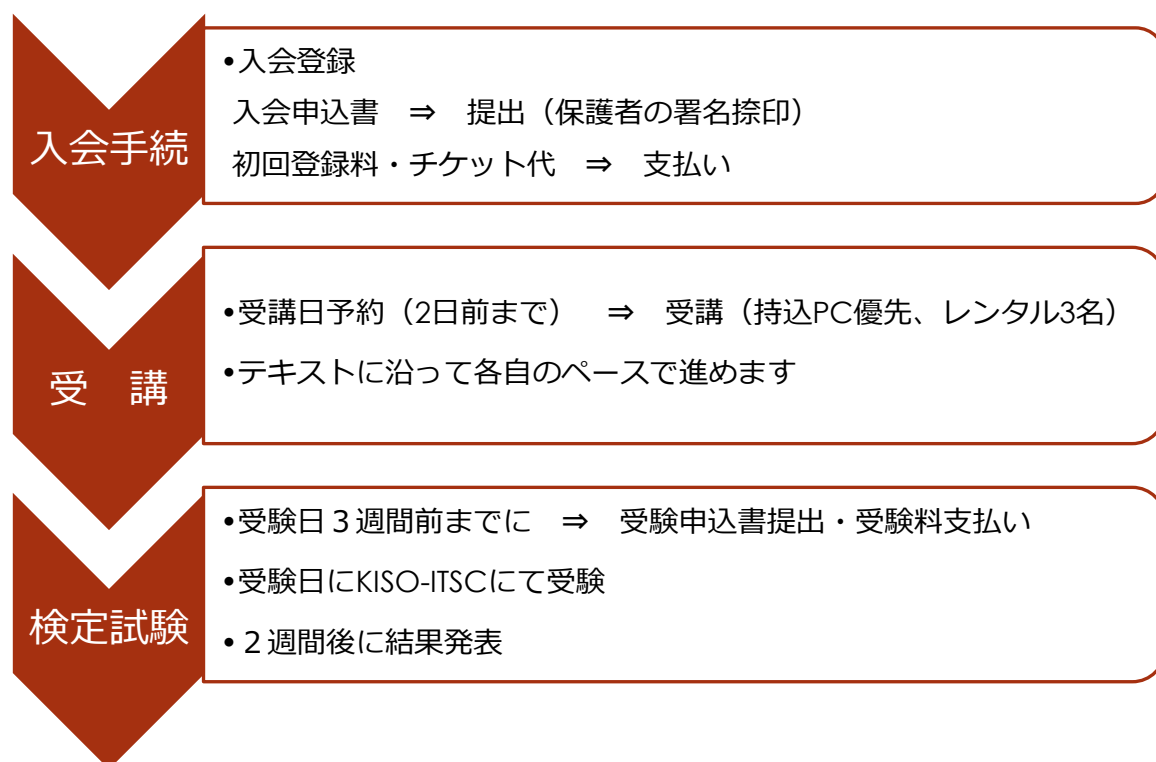 入会手続
•入会登録
入会申込書　⇒　提出（保護者の署名捺印）
初回登録料・チケット代　⇒　支払い
受　講
•受講日予約（2日前まで）　⇒　受講（持込PC優先、レンタル3名）
•テキストに沿って各自のペースで進めます
検定試験
•受験日３週間前までに　⇒　受験申込書提出・受験料支払い
•受験日にKISO-ITSCにて受験
•２週間後に結果発表